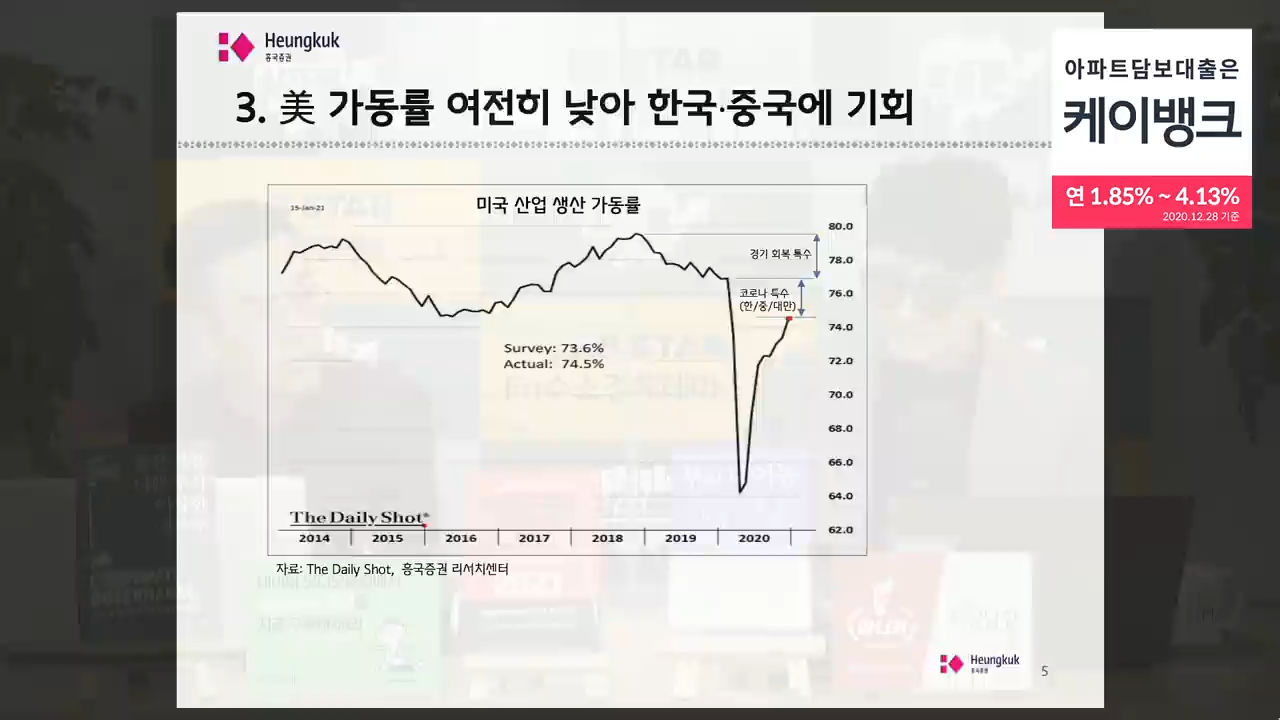 Heungkuk
흥국증권
3. 美 가동률 여전히 낮아 한국·중국에 기회
아파트담보대출은
케이뱅크
연 1.85% ~ 4.13%
2020.12.28 기준
15-Jan-21
미국 산업 생산 가동률
80.0
경기 회복 특수
78.0
코로나 특수
(한/중/대만)
76.0
74.0
Survey: 73.6%
Actual: 74.5%
72.0
70.0
68.0
66.0
64.0
The Daily Shot®
62.0
2014 2015 2016 2017 2018 2019 2020
자료: The Daily Shot, 흥국증권 리서치센터
Heungkuk
흥국증권
5